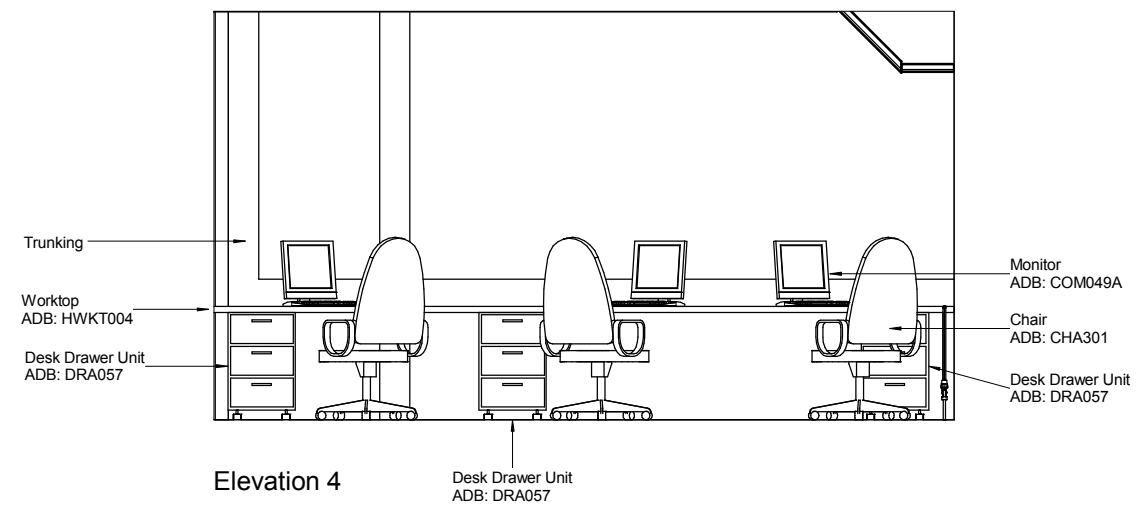 Trunking
Worktop
ADB: HWKT004
Desk Drawer Unit
ADB: DRA057
Monitor
ADB: COM049A
Chair
ADB: CHA301
Desk Drawer Unit
ADB: DRA057
Elevation 4
Desk Drawer Unit
ADB: DRA057